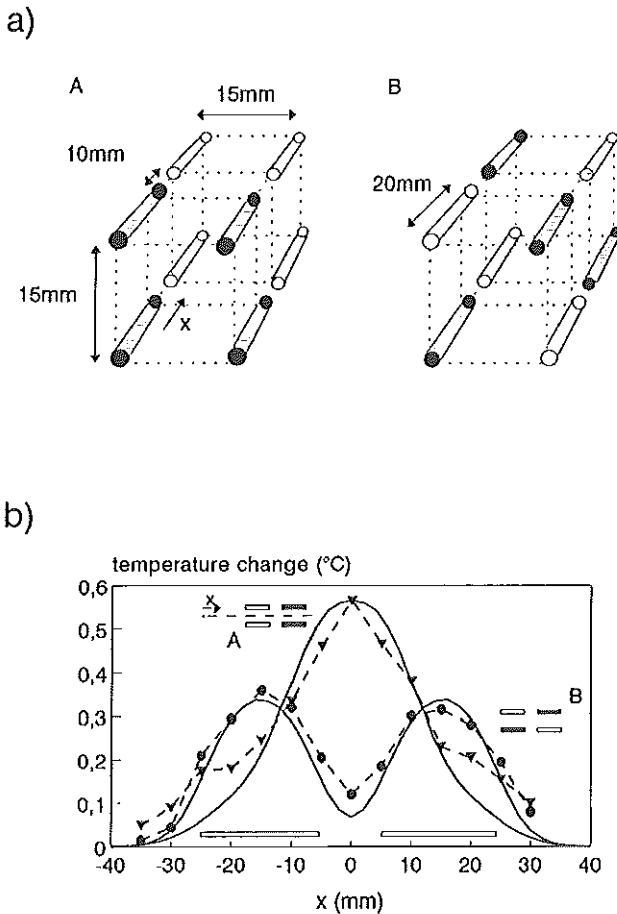 a)
A
15mm
B
10mm
20mm
15mm
x
b)
temperature change (°C)
0,6
0,5
0,4
0,3
0,2
0,1
0
x
A
B
-40 -30 -20 -10 0 10 20 30 40
x (mm)